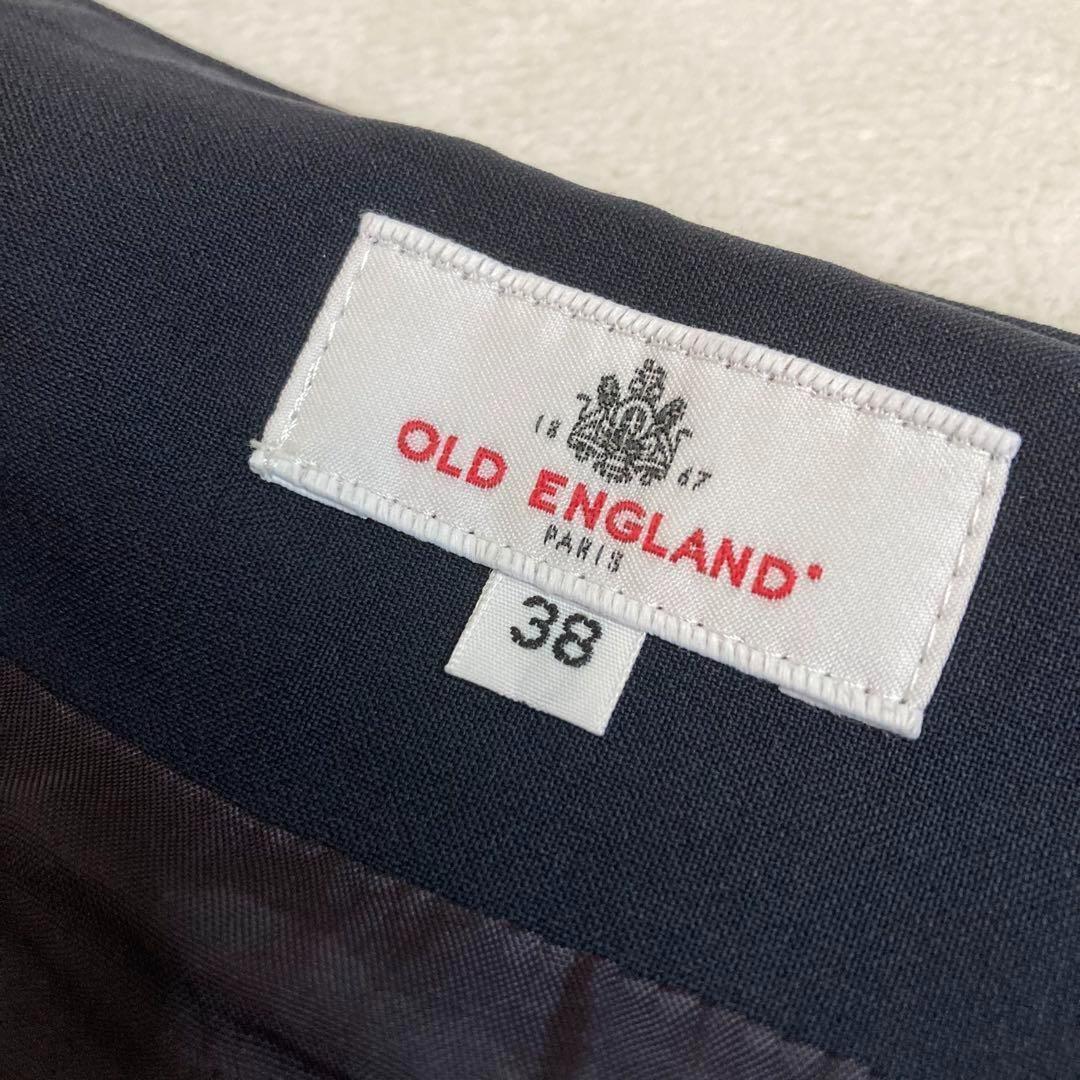 18 67
OLD ENGLAND
PARIS
38